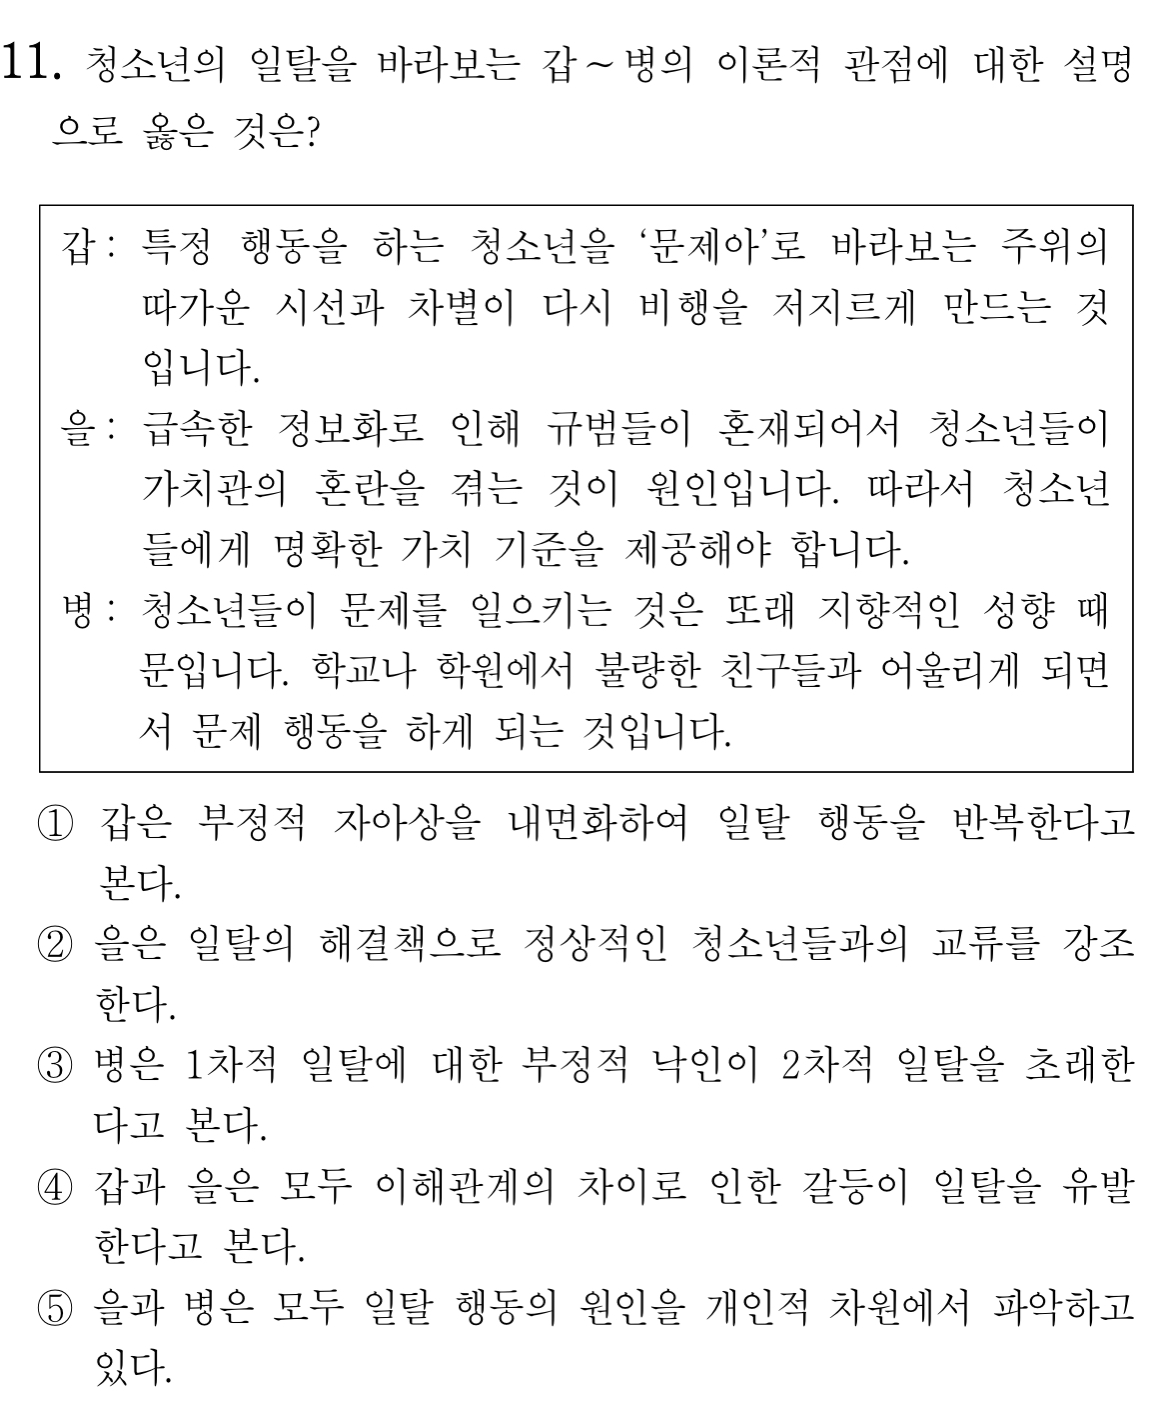 11. 청소년의 일탈을 바라보는 갑～병의 이론적 관점에 대한 설명
으로 옳은 것은?
갑: 특정 행동을 하는 청소년을 ‘문제아’로 바라보는 주위의
따가운 시선과 차별이 다시 비행을 저지르게 만드는 것
입니다.
을: 급속한 정보화로 인해 규범들이 혼재되어서 청소년들이
가치관의 혼란을 겪는 것이 원인입니다. 따라서 청소년
들에게 명확한 가치 기준을 제공해야 합니다.
병: 청소년들이 문제를 일으키는 것은 또래 지향적인 성향 때
문입니다. 학교나 학원에서 불량한 친구들과 어울리게 되면
서 문제 행동을 하게 되는 것입니다.
① 갑은 부정적 자아상을 내면화하여 일탈 행동을 반복한다고
본다.
② 을은 일탈의 해결책으로 정상적인 청소년들과의 교류를 강조
한다.
③ 병은 1차적 일탈에 대한 부정적 낙인이 2차적 일탈을 초래한
다고 본다.
④ 갑과 을은 모두 이해관계의 차이로 인한 갈등이 일탈을 유발
한다고 본다.
⑤ 을과 병은 모두 일탈 행동의 원인을 개인적 차원에서 파악하고
있다.